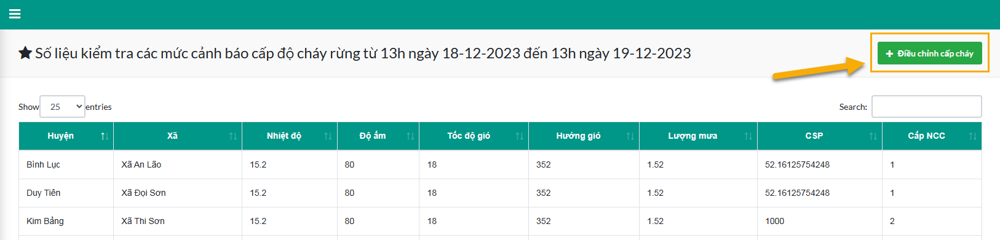 Số liệu kiểm tra các mức cảnh báo cấp độ cháy rừng từ 13h ngày 18-12-2023 đến 13h ngày 19-12-2023
Điều chỉnh cấp cháy
Show 25 entries Search:
Huyện Xã Nhiệt độ Độ ẩm Tốc độ gió Hướng gió Lượng mưa CSP Cấp NCC
Bình Lục Xã An Lão 15.2 80 18 352 1.52 52.16125754248 1
Duy Tiên Xã Đọi Sơn 15.2 80 18 352 1.52 52.16125754248 1
Kim Bảng Xã Thi Sơn 15.2 80 18 352 1.52 1000 2